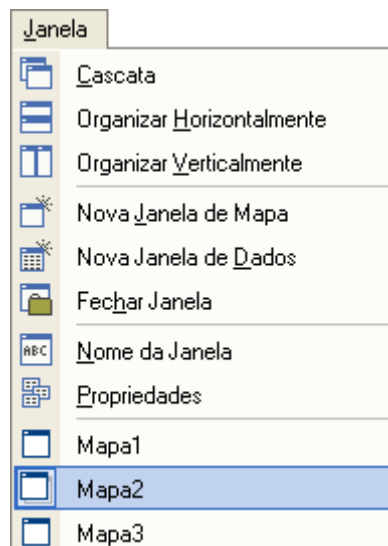 Janela
Cascata
Organizar Horizontalmente
Organizar Verticalmente
Nova Janela de Mapa
Nova Janela de Dados
Fechar Janela
ABC Nome da Janela
Propriedades
Mapa1
Mapa2
Mapa3